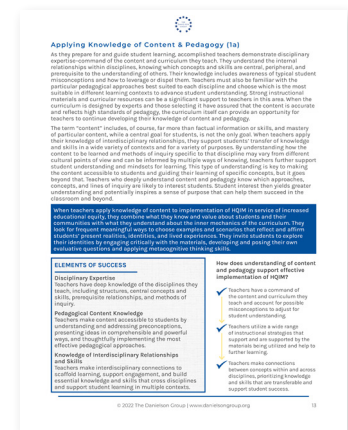 Applying Knowledge of Content & Pedagogy (1a)
As they prepare for and guide student learning, accomplished teachers demonstrate disciplinary
expertise–command of the content and curriculum they teach. They understand the internal
relationships within disciplines, knowing which concepts and skills are central, peripheral, and
prerequisite to the understanding of others. Their knowledge includes awareness of typical student
misconceptions and how to leverage or dispel them. Teachers must also be familiar with the
particular pedagogical approaches best suited to each discipline and choose which is the most
suitable in different learning contexts to advance student understanding. Strong instructional
materials and curricular resources can be a significant support to teachers in this area. When the
curriculum is designed by experts and those selecting it have assured that the content is accurate
and reflects high standards of pedagogy, the curriculum itself can provide an opportunity for
teachers to continue developing their knowledge of content and pedagogy.
The term "content" includes, of course, far more than factual information or skills, and mastery
of particular content, while a central goal for students, is not the only goal. When teachers apply
their knowledge of interdisciplinary relationships, they support students' transfer of knowledge
and skills in a wide variety of contexts and for a variety of purposes. By understanding how the
content to be learned and methods of inquiry specific to that discipline may vary from different
cultural points of view and can be informed by multiple ways of knowing, teachers further support
student understanding and mindsets for learning. This type of understanding is key to making
the content accessible to students and guiding their learning of specific concepts, but it goes
beyond that. Teachers who deeply understand content and pedagogy know which approaches,
concepts, and lines of inquiry are likely to interest students. Student interest then yields greater
understanding and potentially inspires a sense of purpose that can help them succeed in the
classroom and beyond.
When teachers apply knowledge of content to implementation of HQIM in service of increased
educational equity, they combine what they know and value about students and their
communities with what they understand about the inner mechanics of the curriculum. They
look for frequent meaningful ways to choose examples and scenarios that reflect and affirm
students' present realities, identities, and lived experiences. They invite students to explore
their identities by engaging critically with the materials, developing and posing their own
evaluative questions and applying metacognitive thinking skills.
ELEMENTS OF SUCCESS
Disciplinary Expertise
Teachers have deep knowledge of the disciplines they
teach, including structures, central concepts and
skills, prerequisite relationships, and methods of
inquiry.
Pedagogical Content Knowledge
Teachers make content accessible to students by
understanding and addressing preconceptions,
presenting ideas in comprehensible and powerful
ways, and thoughtfully implementing the most
effective pedagogical approaches.
Knowledge of Interdisciplinary Relationships
and Skills
Teachers make interdisciplinary connections to
scaffold learning, support engagement, and build
essential knowledge and skills that cross disciplines
and support student learning in multiple contexts.
How does understanding of content
and pedagogy support effective
implementation of HQIM?
Teachers have a command of
the content and curriculum they
teach and account for possible
misconceptions to adjust for
student understanding.
Teachers utilize a wide range
of instructional strategies that
support and are supported by the
materials being utilized and help to
further learning.
Teachers make connections
between concepts within and across
disciplines, prioritizing knowledge
and skills that are transferable and
support student success.
© 2022 The Danielson Group | www.danielsongroup.org
13